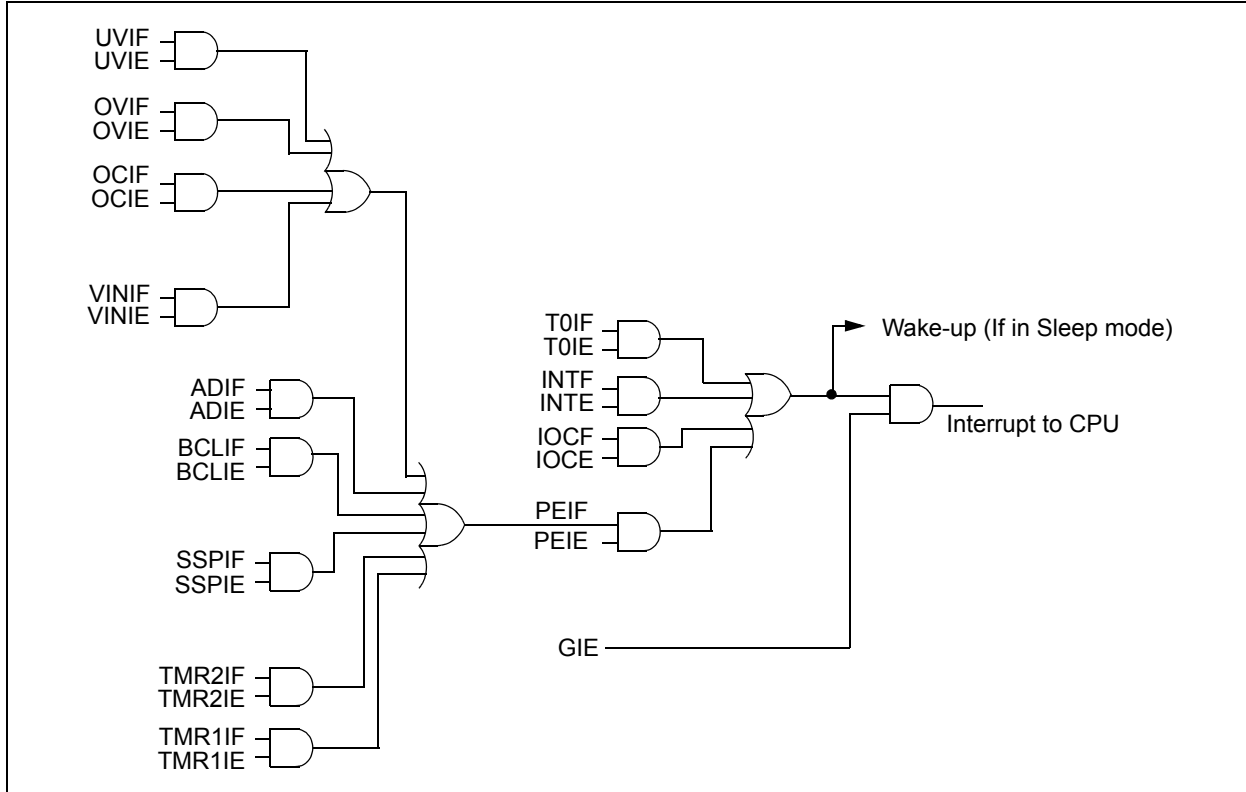 UVIF
UVIE
OVIF
OVIE
OCIF
OCIE
VINIF
VINIE
ADIF
ADIE
BCLIF
BCLIE
SSPIF
SSPIE
TMR2IF
TMR2IE
TMR1IF
TMR1IE
T0IF
T0IE
INTF
INTE
IOCF
IOCE
PEIF
PEIE
GIE
Wake-up (If in Sleep mode)
Interrupt to CPU